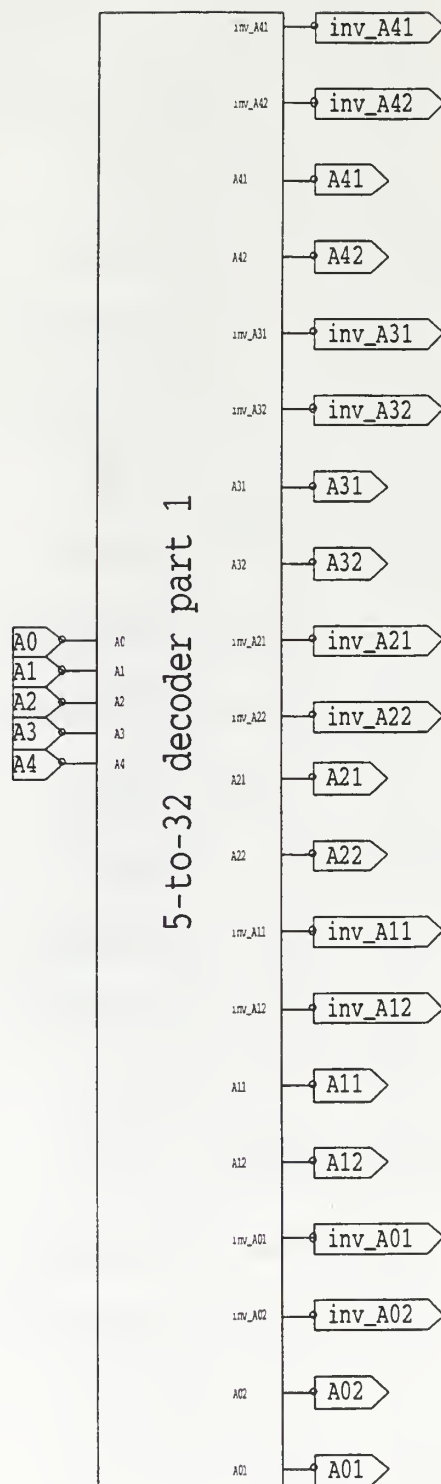 inv_A41 inv_A41
inv_A42 inv_A42
A41 A41
A42 A42
inv_A31 inv_A31
inv_A32 inv_A32
A31 A31
A32 A32
5-to-32 decoder part 1
A0 A0
A1 A1
A2 A2
A3 A3
A4 A4
inv_A21 inv_A21
inv_A22 inv_A22
A21 A21
A22 A22
inv_A11 inv_A11
inv_A12 inv_A12
A11 A11
A12 A12
inv_A01 inv_A01
inv_A02 inv_A02
A02 A02
A01 A01